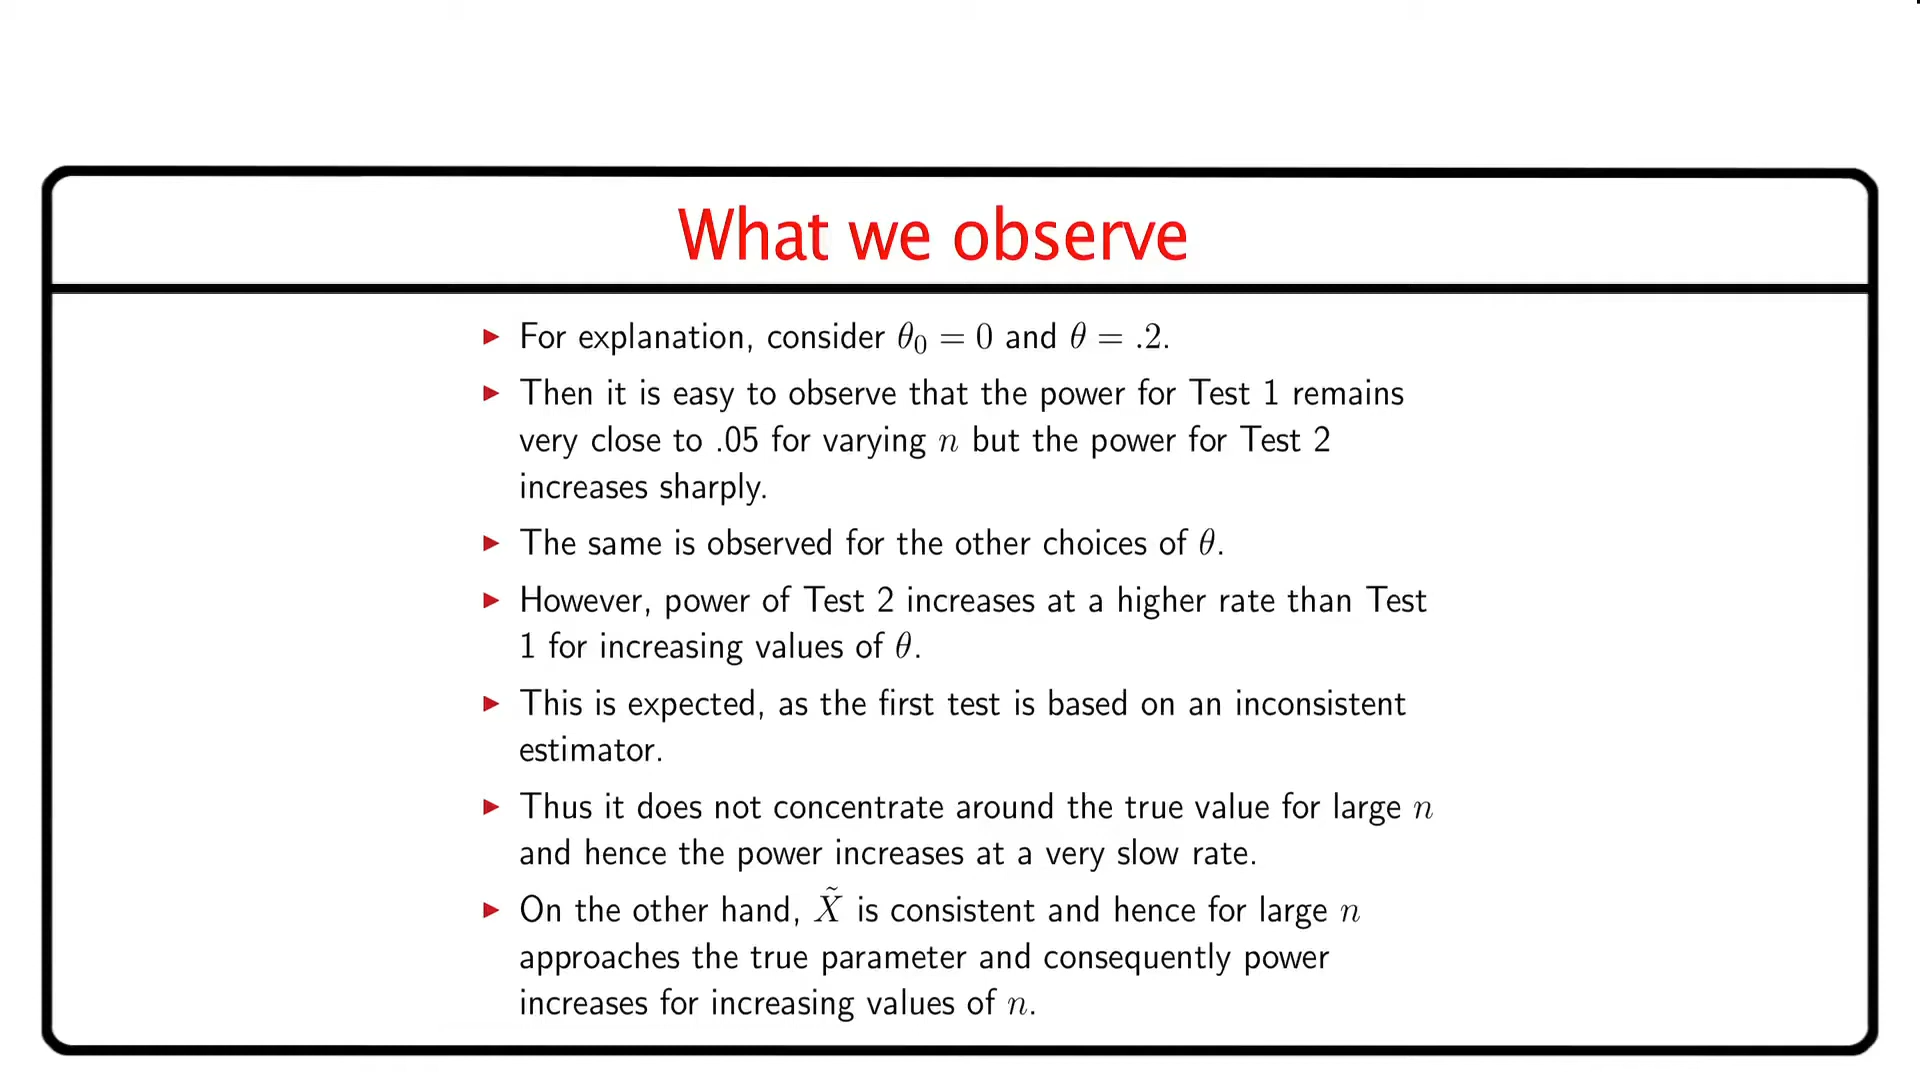 What we observe
▶ For explanation, consider θ₀ = 0 and θ = .2.
▶ Then it is easy to observe that the power for Test 1 remains
very close to .05 for varying n but the power for Test 2
increases sharply.
▶ The same is observed for the other choices of θ.
▶ However, power of Test 2 increases at a higher rate than Test
1 for increasing values of θ.
▶ This is expected, as the first test is based on an inconsistent
estimator.
▶ Thus it does not concentrate around the true value for large n
and hence the power increases at a very slow rate.
▶ On the other hand, X̃ is consistent and hence for large n
approaches the true parameter and consequently power
increases for increasing values of n.